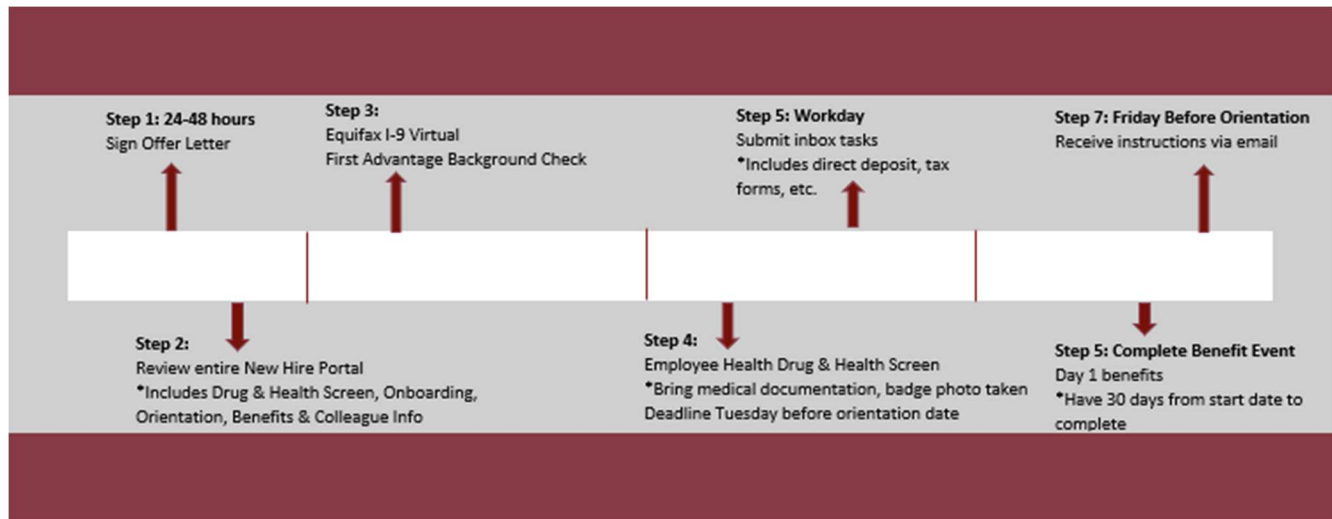 Step 1: 24-48 hours
Sign Offer Letter
Step 2:
Review entire New Hire Portal
*Includes Drug & Health Screen, Onboarding,
Orientation, Benefits & Colleague Info
Step 3:
Equifax I-9 Virtual
First Advantage Background Check
Step 4:
Employee Health Drug & Health Screen
*Bring medical documentation, badge photo taken
Deadline Tuesday before orientation date
Step 5: Workday
Submit inbox tasks
*Includes direct deposit, tax
forms, etc.
Step 5: Complete Benefit Event
Day 1 benefits
*Have 30 days from start date to
complete
Step 7: Friday Before Orientation
Receive instructions via email